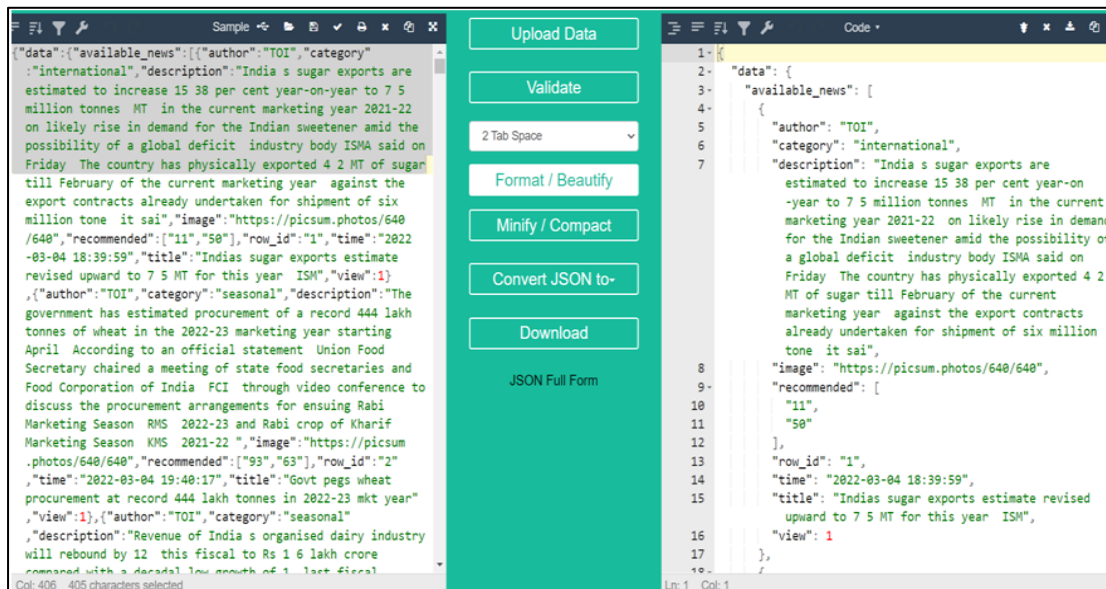 Sample
{"data":{"available_news":[{"author":"TOI","category"
:"international","description":"India s sugar exports are
estimated to increase 15 38 per cent year-on-year to 7 5
million tonnes  MT  in the current marketing year 2021-22
on likely rise in demand for the Indian sweetener amid the
possibility of a global deficit  industry body ISMA said on
Friday  The country has physically exported 4 2 MT of sugar
till February of the current marketing year  against the
export contracts already undertaken for shipment of six
million tone  it sai","image":"https://picsum.photos/640
/640","recommended":["11","50"],"row_id":"1","time":"2022
-03-04 18:39:59","title":"Indias sugar exports estimate
revised upward to 7 5 MT for this year  ISM","view":1}
,{"author":"TOI","category":"seasonal","description":"The
government has estimated procurement of a record 444 lakh
tonnes of wheat in the 2022-23 marketing year starting
April  According to an official statement  Union Food
Secretary chaired a meeting of state food secretaries and
Food Corporation of India  FCI  through video conference to
discuss the procurement arrangements for ensuing Rabi
Marketing Season  RMS  2022-23 and Rabi crop of Kharif
Marketing Season  KMS  2021-22 ","image":"https://picsum
.photos/640/640","recommended":["93","63"],"row_id":"2"
,"time":"2022-03-04 19:40:17","title":"Govt pegs wheat
procurement at record 444 lakh tonnes in 2022-23 mkt year"
,"view":1},{"author":"TOI","category":"seasonal"
,"description":"Revenue of India s organised dairy industry
will rebound by 12  this fiscal to Rs 1 6 lakh crore
compared with a decadal low growth of 1  last fiscal
Col: 406  405 characters selected
Upload Data
Validate
2 Tab Space
Format / Beautify
Minify / Compact
Convert JSON to
Download
JSON Full Form
Code
1 {
2 "data": {
3 "available_news": [
4 {
5 "author": "TOI",
6 "category": "international",
7 "description": "India s sugar exports are
estimated to increase 15 38 per cent year-on
-year to 7 5 million tonnes  MT  in the current
marketing year 2021-22  on likely rise in demand
for the Indian sweetener amid the possibility of
a global deficit  industry body ISMA said on
Friday  The country has physically exported 4 2
MT of sugar till February of the current
marketing year  against the export contracts
already undertaken for shipment of six million
tone  it sai",
8 "image": "https://picsum.photos/640/640",
9 "recommended": [
10 "11",
11 "50"
12 ],
13 "row_id": "1",
14 "time": "2022-03-04 18:39:59",
15 "title": "Indias sugar exports estimate revised
upward to 7 5 MT for this year  ISM",
16 "view": 1
17 },
18 {
Ln: 1  Col: 1